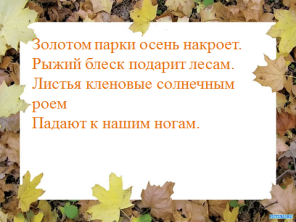 Золотом парки осень накроет.
Рыжий блеск подарит лесам.
Листья кленовые солнечным
роем
Падают к нашим ногам.